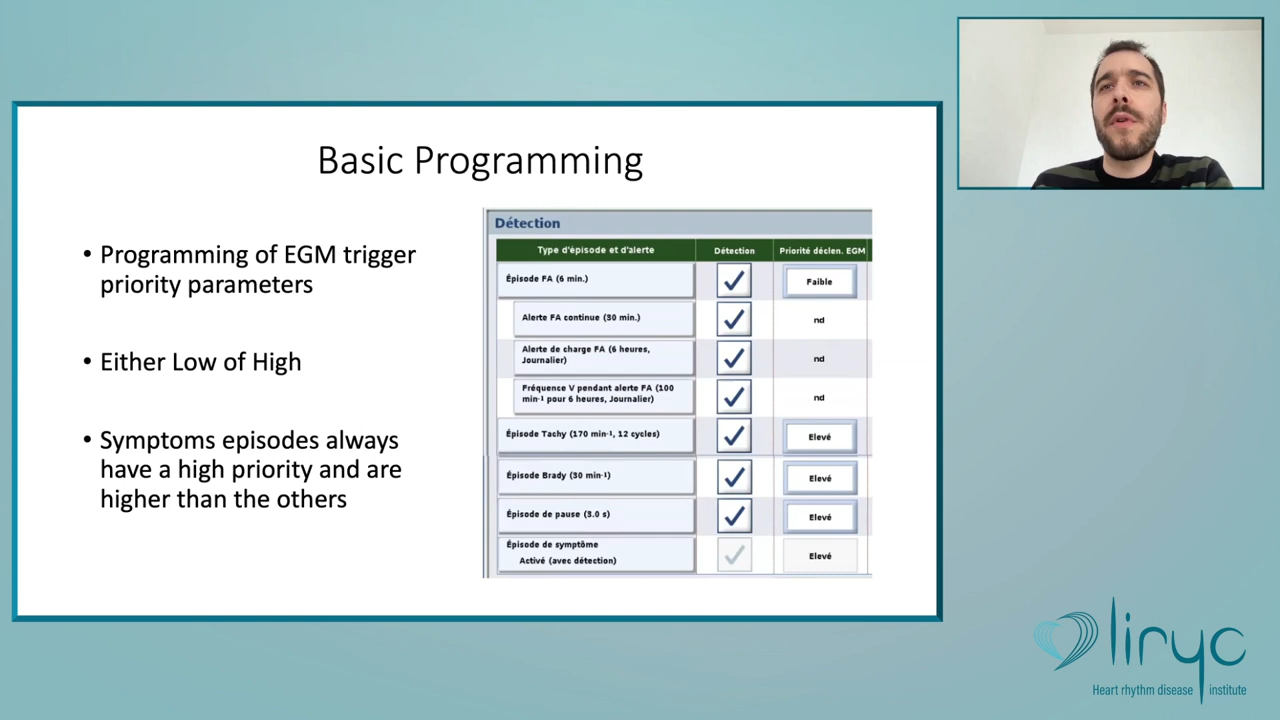 Basic Programming
• Programming of EGM trigger
priority parameters
• Either Low of High
• Symptoms episodes always
have a high priority and are
higher than the others
Détection
Type d'épisode et d'alerte Détection Priorité déclen. EGM
Épisode FA (6 min.) Faible
Alerte FA continue (30 min.) nd
Alerte de charge FA (6 heures,
Journalier) nd
Fréquence V pendant alerte FA (100
min-¹ pour 6 heures, Journalier) nd
Épisode Tachy (170 min-¹, 12 cycles) Elevé
Épisode Brady (30 min-¹) Elevé
Épisode de pause (3.0 s) Elevé
Épisode de symptôme
Activé (avec détection) Elevé
liryc
Heart rhythm disease institute